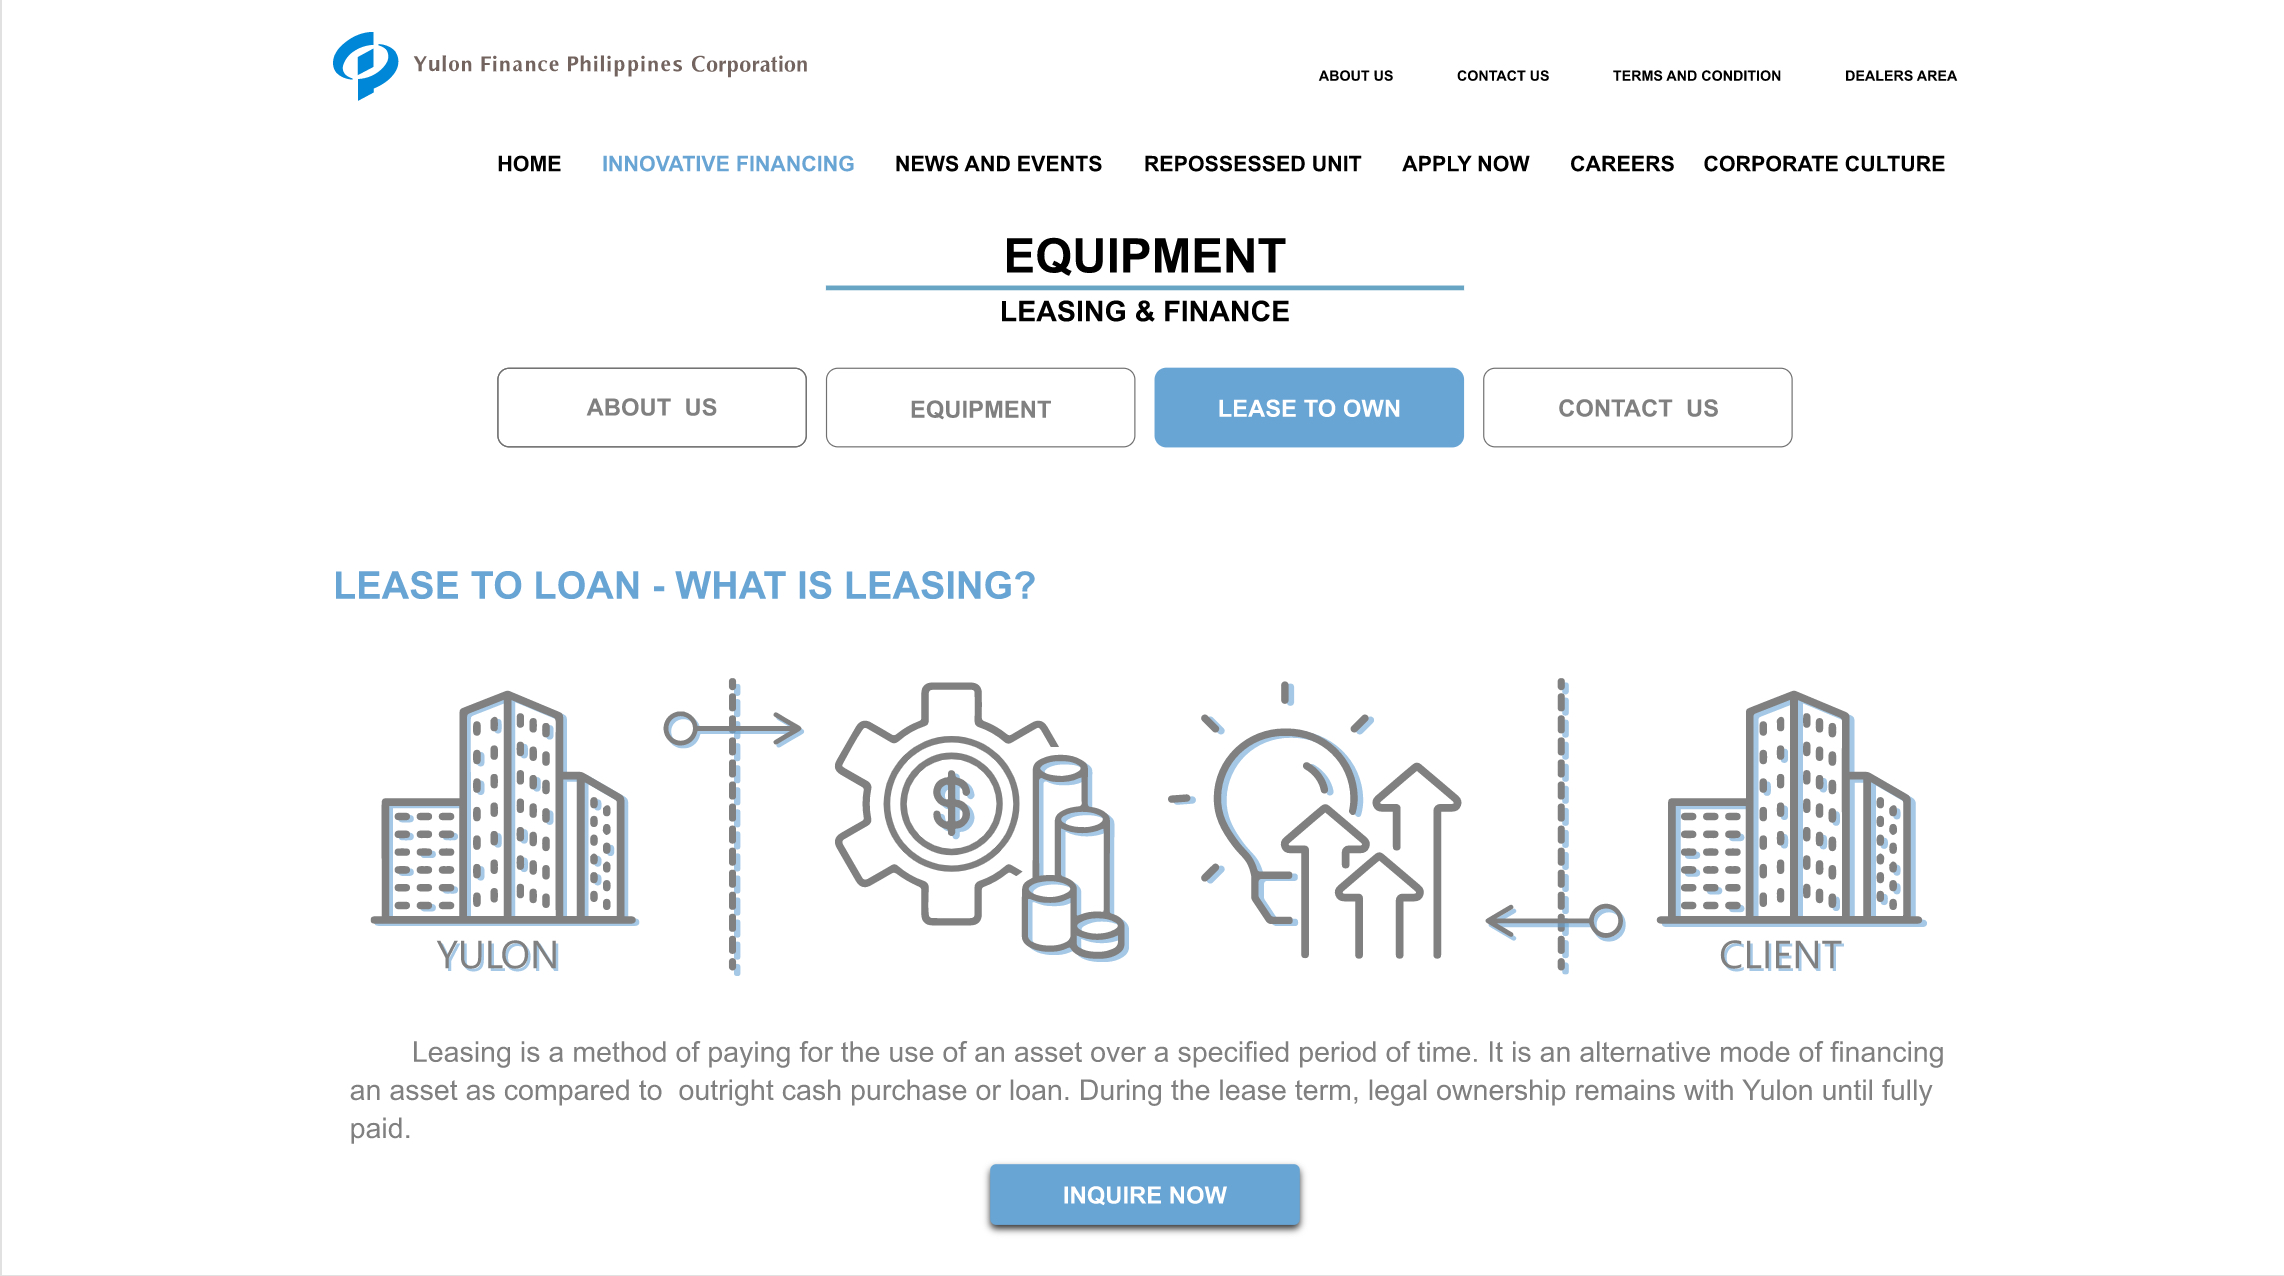 Yulon Finance Philippines Corporation
ABOUT US CONTACT US TERMS AND CONDITION DEALERS AREA
HOME INNOVATIVE FINANCING NEWS AND EVENTS REPOSSESSED UNIT APPLY NOW CAREERS CORPORATE CULTURE
EQUIPMENT
LEASING & FINANCE
ABOUT US EQUIPMENT LEASE TO OWN CONTACT US
LEASE TO LOAN - WHAT IS LEASING?
$
YULON CLIENT
Leasing is a method of paying for the use of an asset over a specified period of time. It is an alternative mode of financing
an asset as compared to outright cash purchase or loan. During the lease term, legal ownership remains with Yulon until fully
paid.
INQUIRE NOW